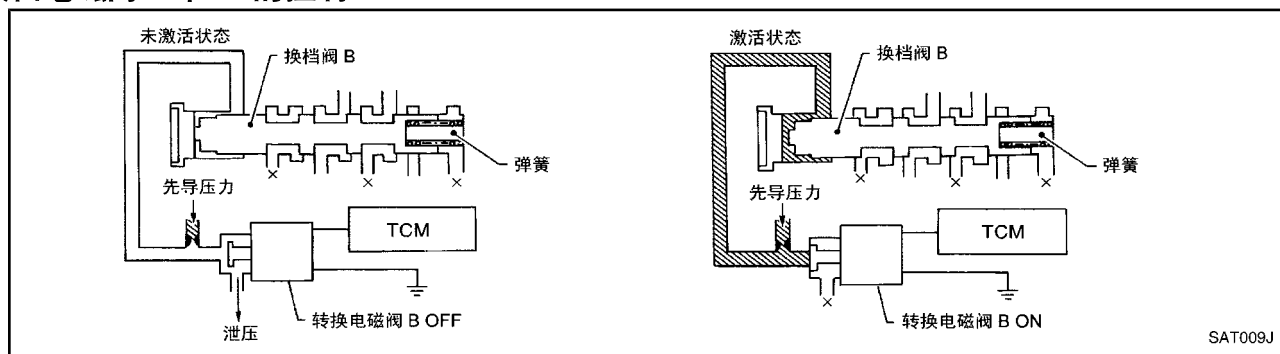 未激活状态
换档阀 B
弹簧
先导压力
TCM
泄压
转换电磁阀 B OFF
激活状态
换档阀 B
弹簧
先导压力
TCM
转换电磁阀 B ON
SAT009J